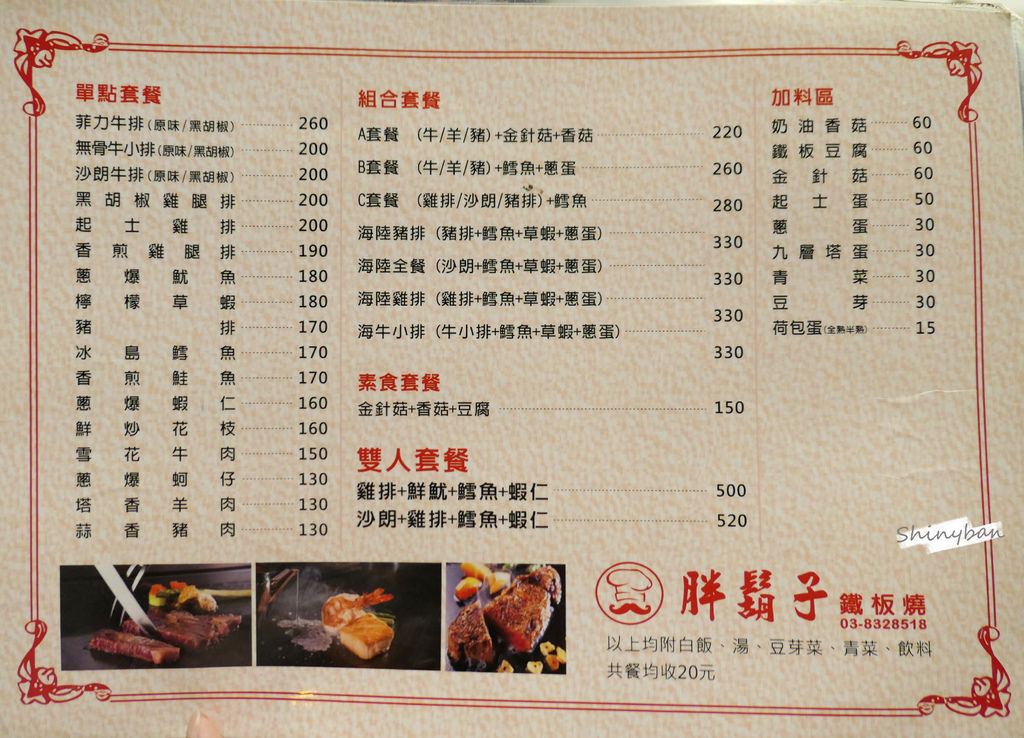 單點套餐
菲力牛排(原味/黑胡椒) 260
無骨牛小排(原味/黑胡椒) 200
沙朗牛排(原味/黑胡椒) 200
黑胡椒雞腿排 200
起士雞排 200
香煎雞腿排 190
蔥爆魷魚 180
檸檬草蝦 180
豬排 170
冰島鱈魚 170
香煎鮭魚 170
蔥爆蝦仁 160
鮮炒花枝 160
雪花牛肉 150
蔥爆蚵仔 130
塔香羊肉 130
蒜香豬肉 130
組合套餐
A套餐 (牛/羊/豬)+金針菇+香菇 220
B套餐 (牛/羊/豬)+鱈魚+蔥蛋 260
C套餐 (雞排/沙朗/豬排)+鱈魚 280
海陸豬排 (豬排+鱈魚+草蝦+蔥蛋) 330
海陸全餐 (沙朗+鱈魚+草蝦+蔥蛋) 330
海陸雞排 (雞排+鱈魚+草蝦+蔥蛋) 330
海牛小排 (牛小排+鱈魚+草蝦+蔥蛋) 330
素食套餐
金針菇+香菇+豆腐 150
雙人套餐
雞排+鮮魷+鱈魚+蝦仁 500
沙朗+雞排+鱈魚+蝦仁 520
加料區
奶油香菇 60
鐵板豆腐 60
金針菇 60
起士蛋 50
蔥蛋 30
九層塔蛋 30
青菜 30
豆芽 30
荷包蛋(全熟半熟) 15
Shinyban
胖鬍子 鐵板燒
03-8328518
以上均附白飯、湯、豆芽菜、青菜、飲料
共餐均收20元